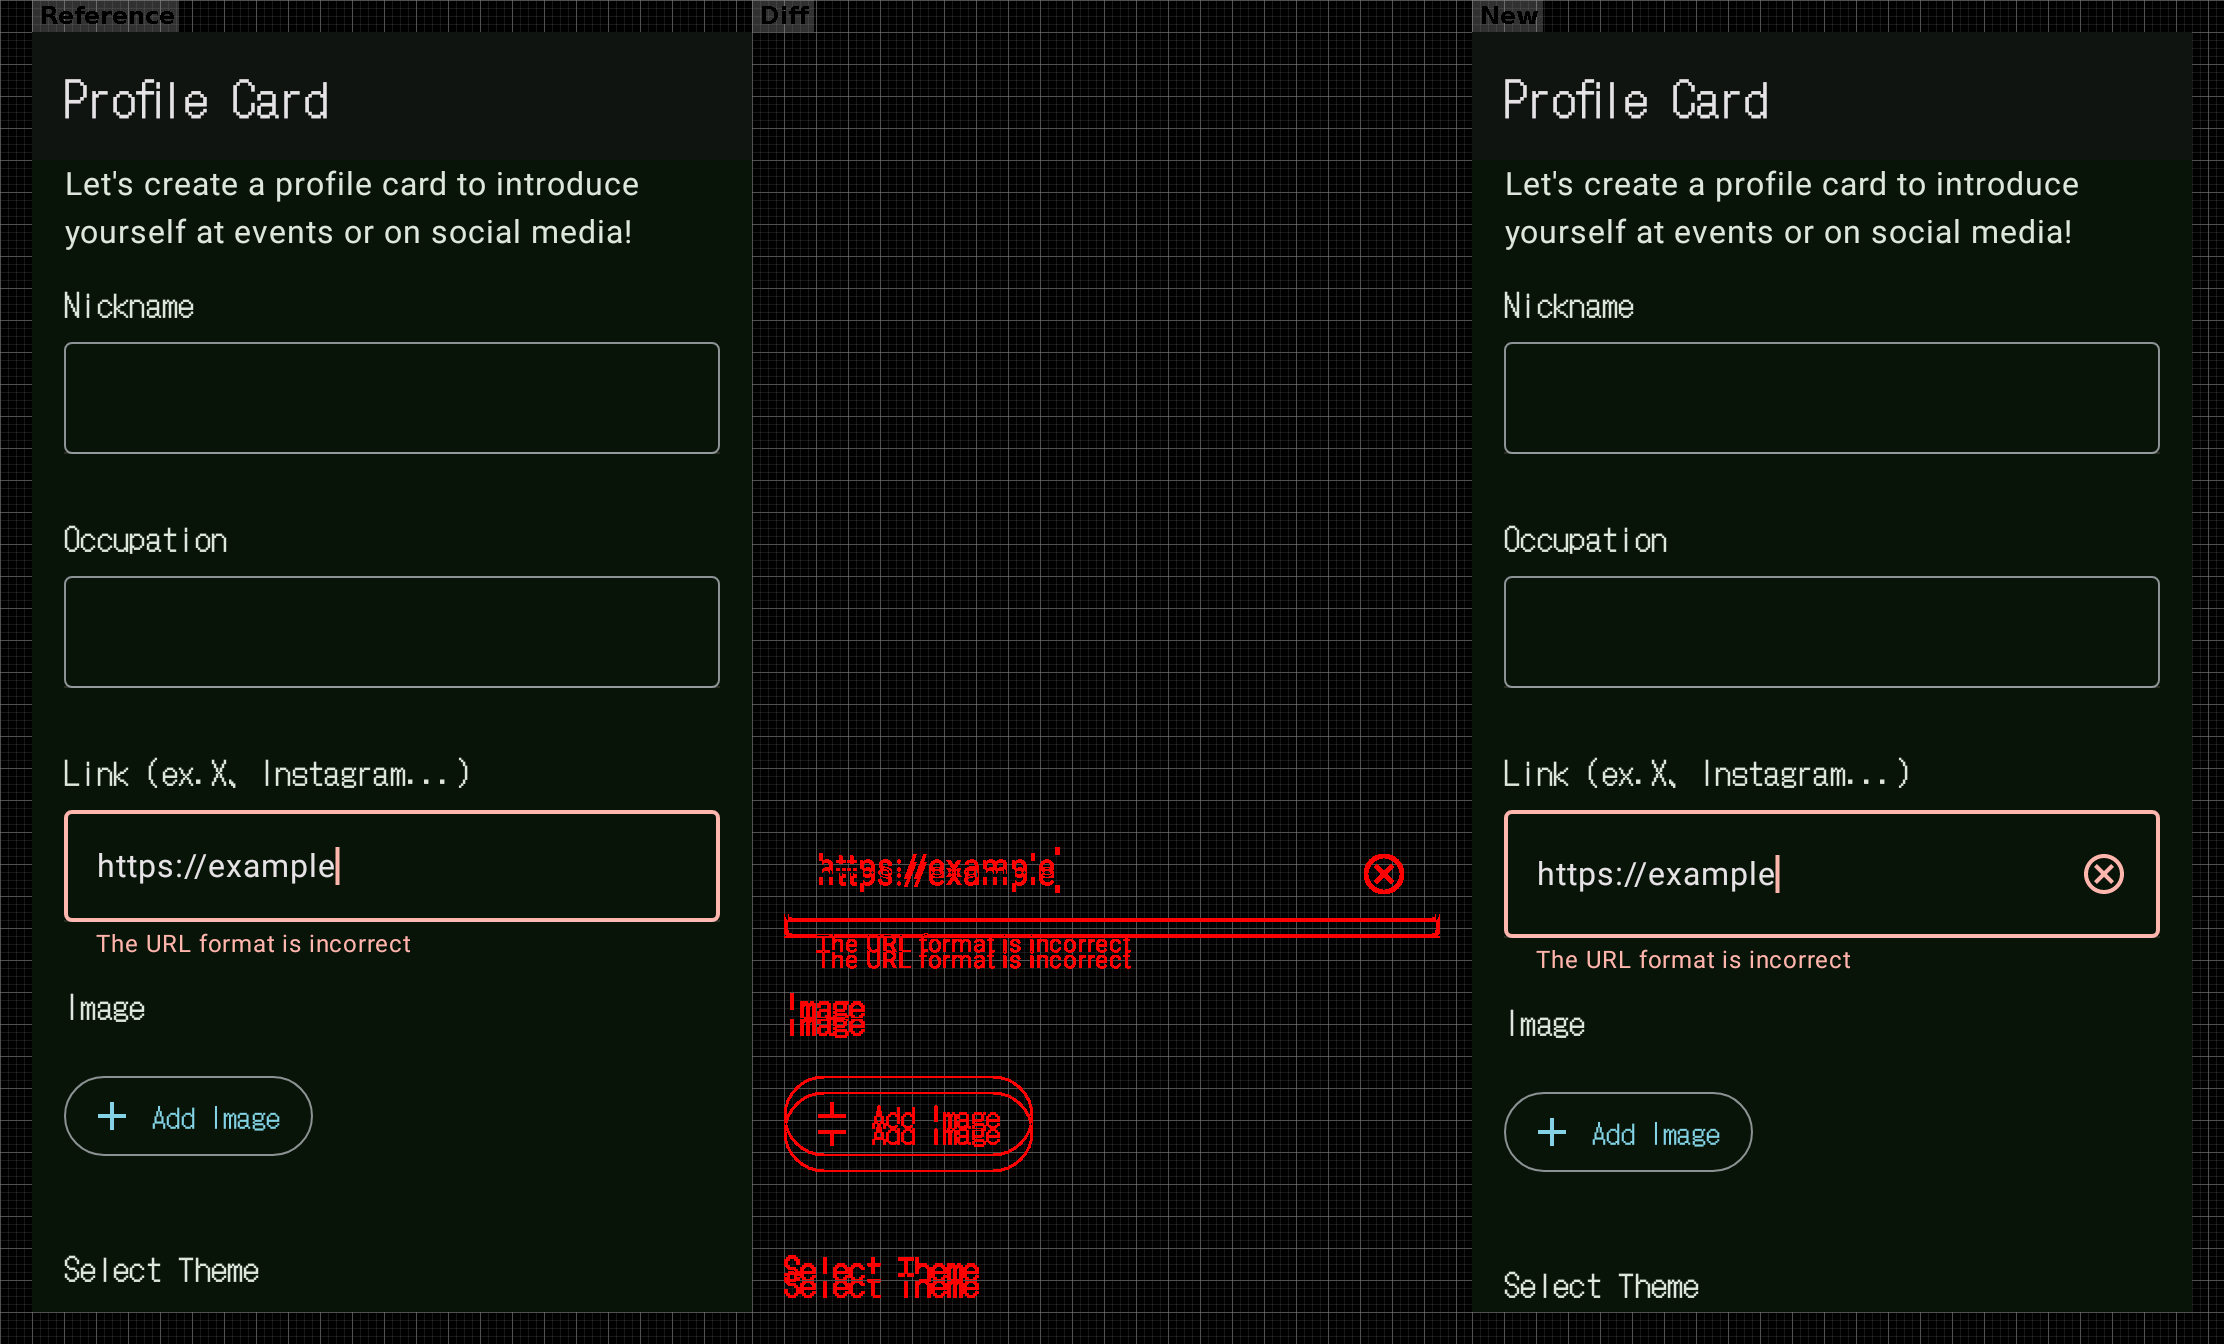 Reference
Profile Card
Let's create a profile card to introduce
yourself at events or on social media!
Nickname
Occupation
Link (ex.X、 Instagram...)
https://example
The URL format is incorrect
Image
Add Image
Select Theme
Diff
https://example
The URL format is incorrect
The URL format is incorrect
Image
Image
Add Image
Add Image
Select Theme
Select Theme
New
Profile Card
Let's create a profile card to introduce
yourself at events or on social media!
Nickname
Occupation
Link (ex.X、 Instagram...)
https://example
The URL format is incorrect
Image
Add Image
Select Theme